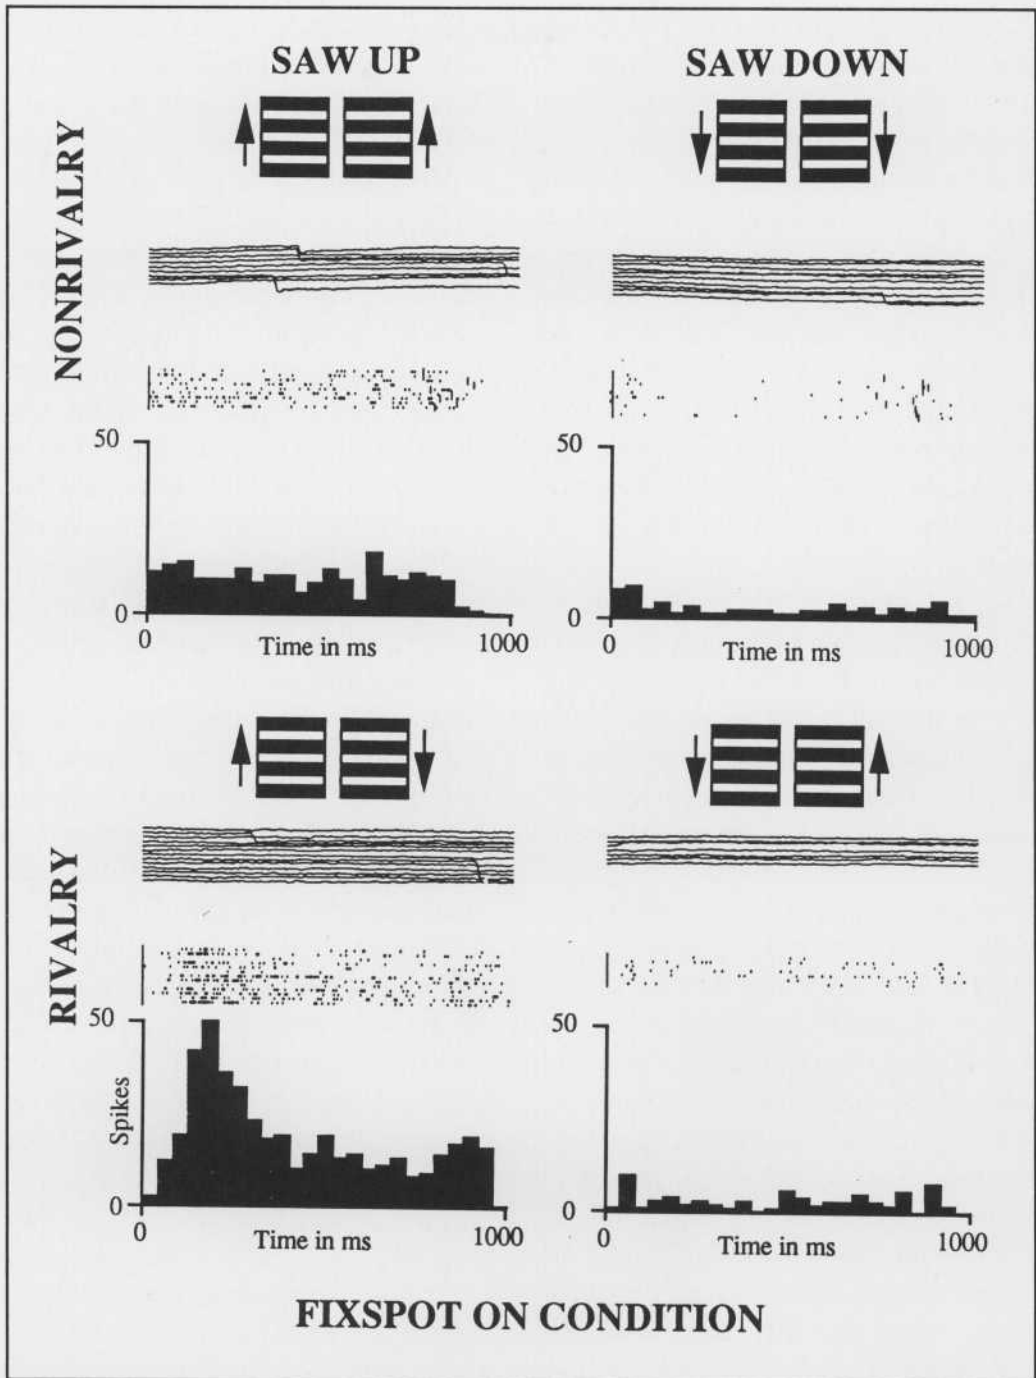 SAW UP
SAW DOWN
NONRIVALRY
50
0
0
Time in ms
1000
50
0
0
Time in ms
1000
RIVALRY
50
Spikes
0
0
Time in ms
1000
50
0
0
Time in ms
1000
FIXSPOT ON CONDITION